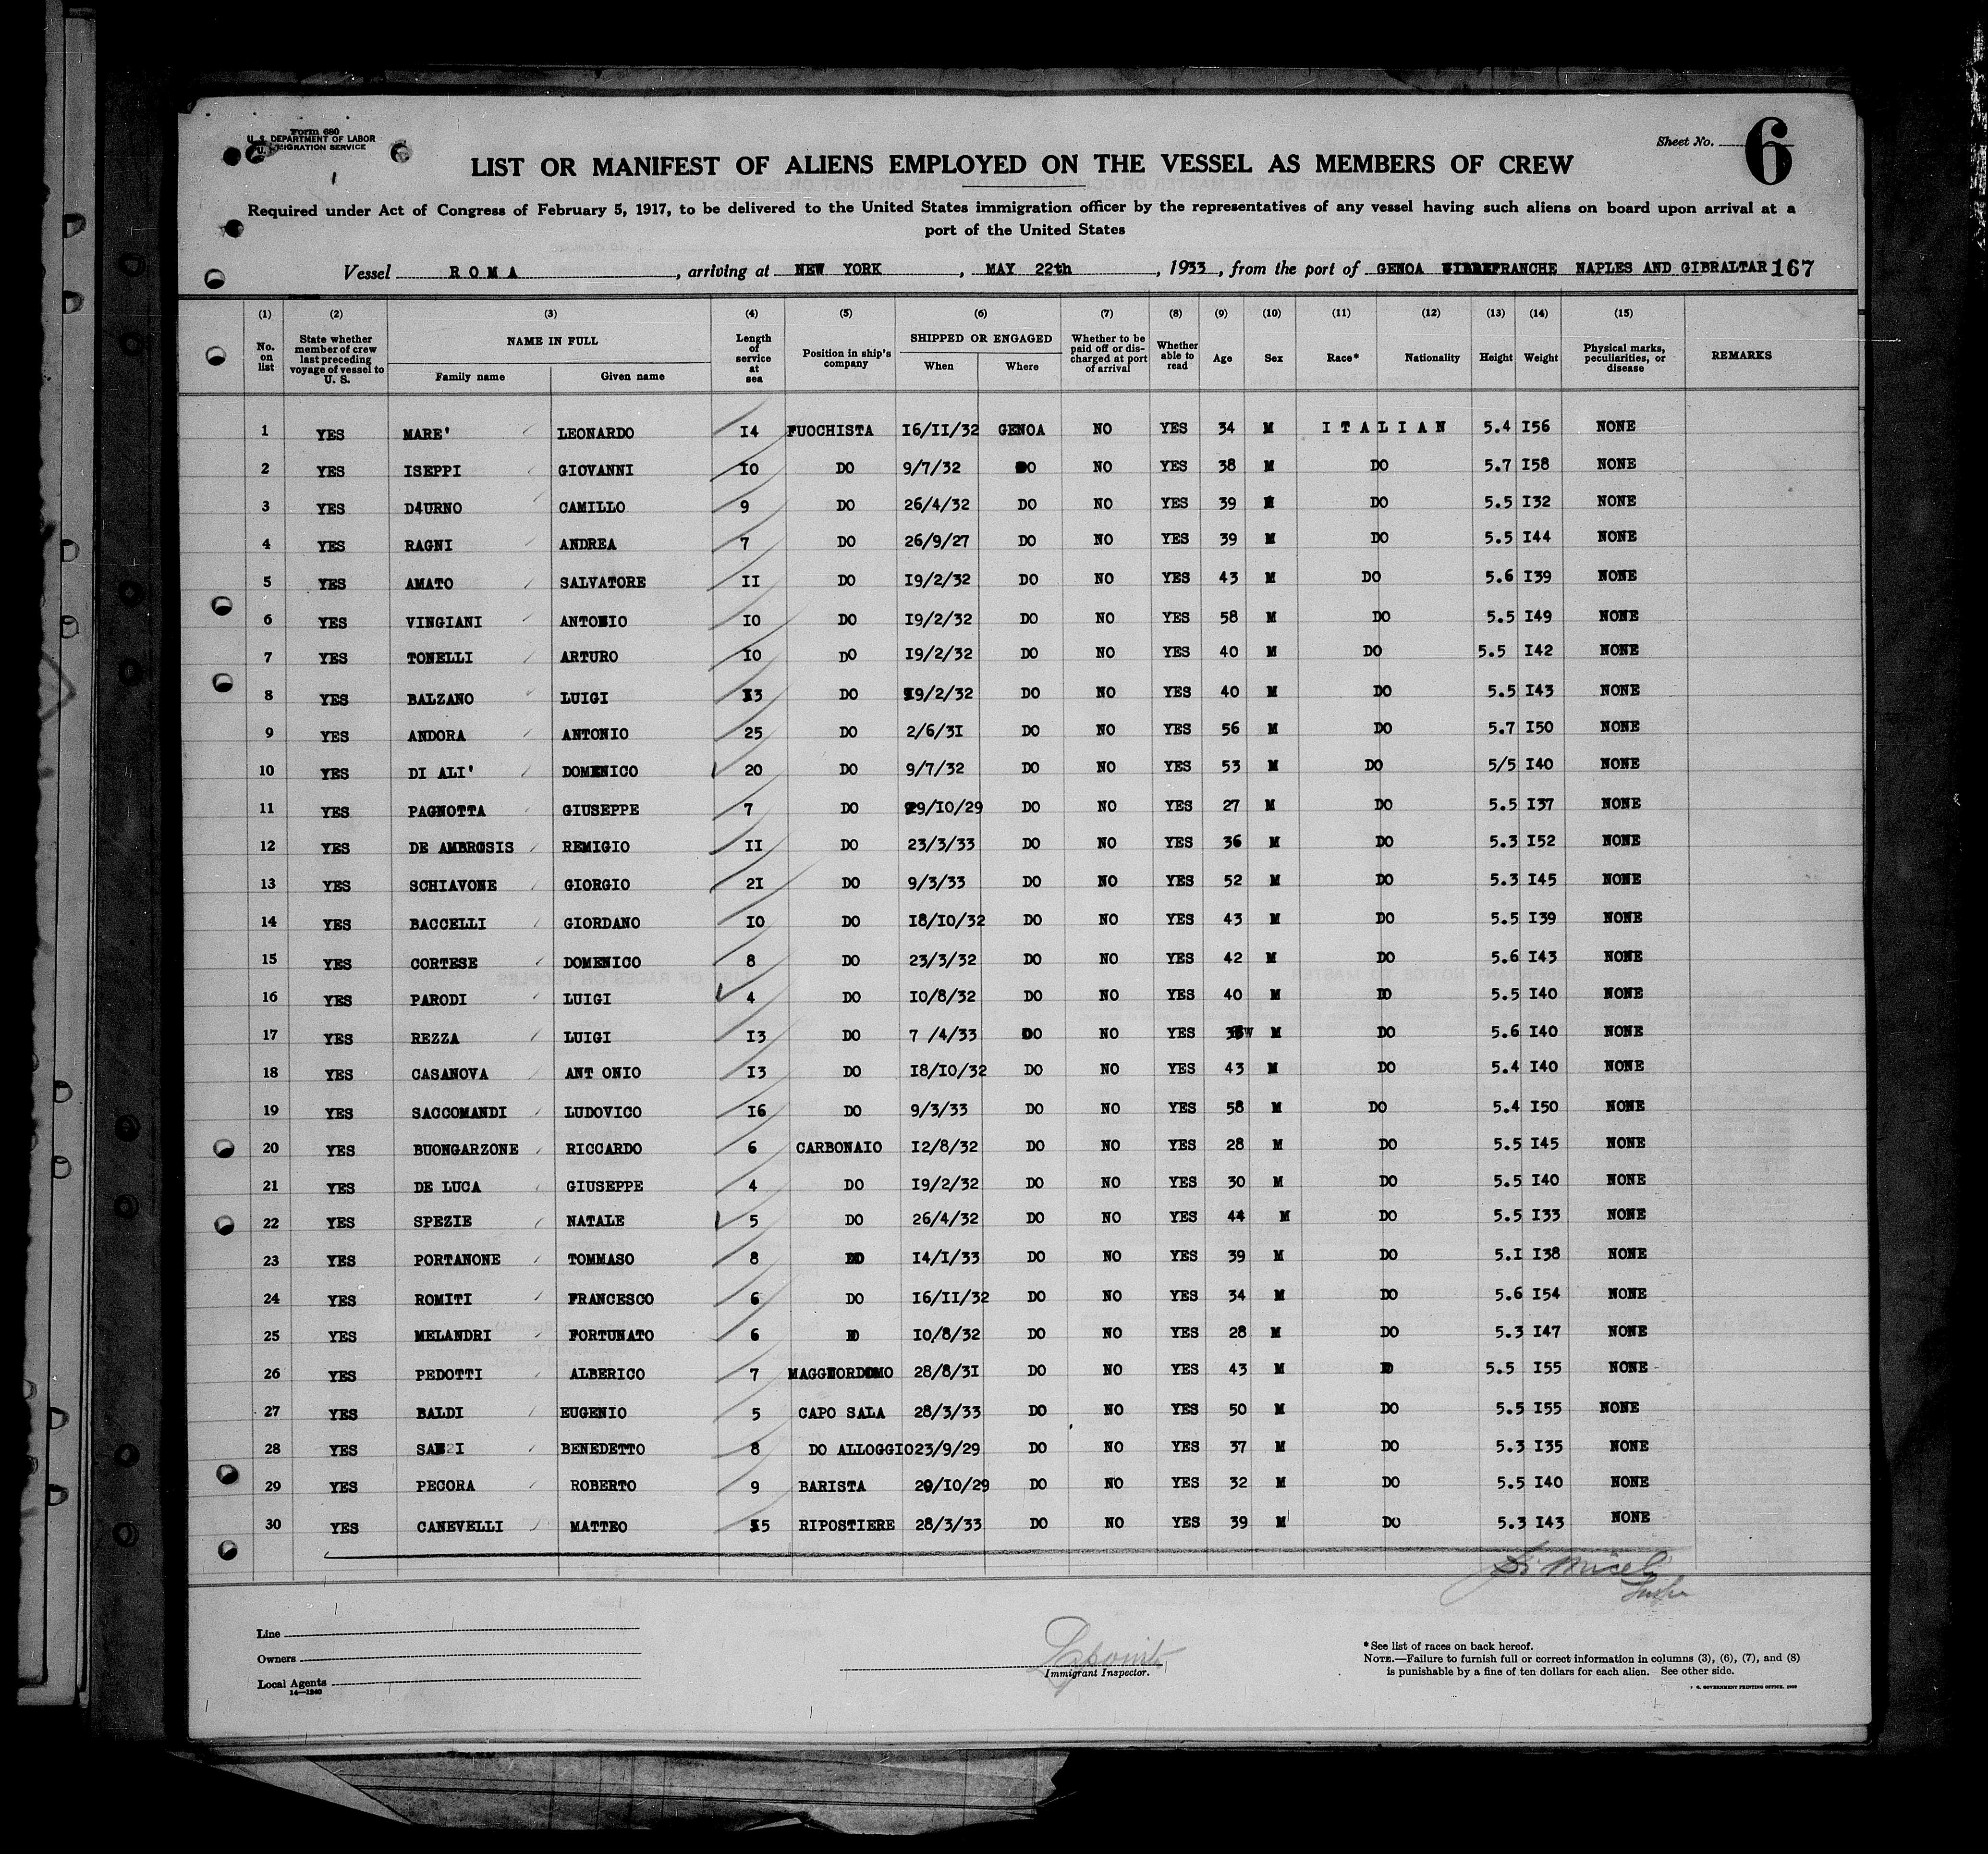 Form 680
U. S. DEPARTMENT OF LABOR
U. S. IMMIGRATION SERVICE
Sheet No. 6
LIST OR MANIFEST OF ALIENS EMPLOYED ON THE VESSEL AS MEMBERS OF CREW
Required under Act of Congress of February 5, 1917, to be delivered to the United States immigration officer by the representatives of any vessel having such aliens on board upon arrival at a
port of the United States
Vessel ROMA, arriving at NEW YORK, MAY 22th, 1933, from the port of GENOA NAPLES AND GIBRALTAR 167
(1) (2) (3) (4) (5) (6) (7) (8) (9) (10) (11) (12) (13) (14) (15)
No. on list State whether member of crew last preceding voyage of vessel to U. S. NAME IN FULL Family name Given name Length of service at sea Position in ship's company SHIPPED OR ENGAGED When Where Whether to be paid off or discharged at port of arrival Whether able to read Age Sex Race* Nationality Height Weight Physical marks, peculiarities, or disease REMARKS
1 YES MARE' LEONARDO I4 FUOCHISTA I6/II/32 GENOA NO YES 34 M ITALIAN 5.4 I56 NONE
2 YES ISEPPI GIOVANNI I0 DO 9/7/32 DO NO YES 38 M DO 5.7 I58 NONE
3 YES D4URNO CAMILLO 9 DO 26/4/32 DO NO YES 39 M DO 5.5 I32 NONE
4 YES RAGNI ANDREA 7 DO 26/9/27 DO NO YES 39 M DO 5.5 I44 NONE
5 YES AMATO SALVATORE II DO I9/2/32 DO NO YES 43 M DO 5.6 I39 NONE
6 YES VINGIANI ANTONIO I0 DO I9/2/32 DO NO YES 58 M DO 5.5 I49 NONE
7 YES TONELLI ARTURO I0 DO I9/2/32 DO NO YES 40 M DO 5.5 I42 NONE
8 YES BALZANO LUIGI I3 DO I9/2/32 DO NO YES 40 M DO 5.5 I43 NONE
9 YES ANDORA ANTONIO 25 DO 2/6/3I DO NO YES 56 M DO 5.7 I50 NONE
10 YES DI ALI' DOMENICO 20 DO 9/7/32 DO NO YES 53 M DO 5/5 I40 NONE
11 YES PAGNOTTA GIUSEPPE 7 DO 29/I0/29 DO NO YES 27 M DO 5.5 I37 NONE
12 YES DE AMBROSIS REMIGIO II DO 23/3/33 DO NO YES 36 M DO 5.3 I52 NONE
13 YES SCHIAVONE GIORGIO 2I DO 9/3/33 DO NO YES 52 M DO 5.3 I45 NONE
14 YES BACCELLI GIORDANO I0 DO I8/I0/32 DO NO YES 43 M DO 5.5 I39 NONE
15 YES CORTESE DOMENICO 8 DO 23/3/32 DO NO YES 42 M DO 5.6 I43 NONE
16 YES PARODI LUIGI 4 DO I0/8/32 DO NO YES 40 M DO 5.5 I40 NONE
17 YES REZZA LUIGI I3 DO 7 /4/33 DO NO YES M DO 5.6 I40 NONE
18 YES CASANOVA ANT ONIO I3 DO I8/I0/32 DO NO YES 43 M DO 5.4 I40 NONE
19 YES SACCOMANDI LUDOVICO I6 DO 9/3/33 DO NO YES 58 M DO 5.4 I50 NONE
20 YES BUONGARZONE RICCARDO 6 CARBONAIO I2/8/32 DO NO YES 28 M DO 5.5 I45 NONE
21 YES DE LUCA GIUSEPPE 4 DO I9/2/32 DO NO YES 30 M DO 5.5 I40 NONE
22 YES SPEZIE NATALE 5 DO 26/4/32 DO NO YES 44 M DO 5.5 I33 NONE
23 YES PORTANONE TOMMASO 8 DO I4/I/33 DO NO YES 39 M DO 5.I I38 NONE
24 YES ROMITI FRANCESCO 6 DO I6/II/32 DO NO YES 34 M DO 5.6 I54 NONE
25 YES MELANDRI FORTUNATO 6 DO I0/8/32 DO NO YES 28 M DO 5.3 I47 NONE
26 YES PEDOTTI ALBERICO 7 28/8/3I DO NO YES 43 M DO 5.5 I55 NONE
27 YES BALDI EUGENIO 5 CAPO SALA 28/3/33 DO NO YES 50 M DO 5.5 I55 NONE
28 YES BENEDETTO 8 DO ALLOGGIO 23/9/29 DO NO YES 37 M DO 5.3 I35 NONE
29 YES PECORA ROBERTO 9 BARISTA 29/I0/29 DO NO YES 32 M DO 5.5 I40 NONE
30 YES CANEVELLI MATTEO I5 RIPOSTIERE 28/3/33 DO NO YES 39 M DO 5.3 I43 NONE
Line
Owners
Local Agents
14—1240
Immigrant Inspector.
*See list of races on back hereof.
NOTE.—Failure to furnish full or correct information in columns (3), (6), (7), and (8)
is punishable by a fine of ten dollars for each alien. See other side.